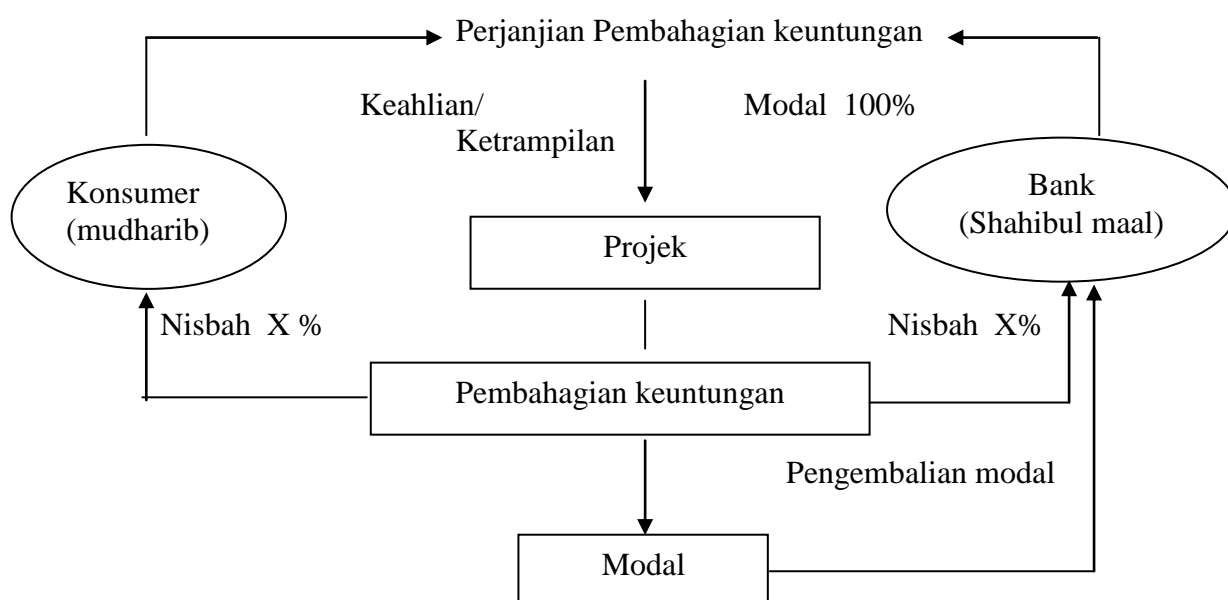 Perjanjian Pembahagian keuntungan
Keahlian/
Ketrampilan
Modal 100%
Konsumer
(mudharib)
Bank
(Shahibul maal)
Projek
Nisbah X %
Nisbah X%
Pembahagian keuntungan
Pengembalian modal
Modal